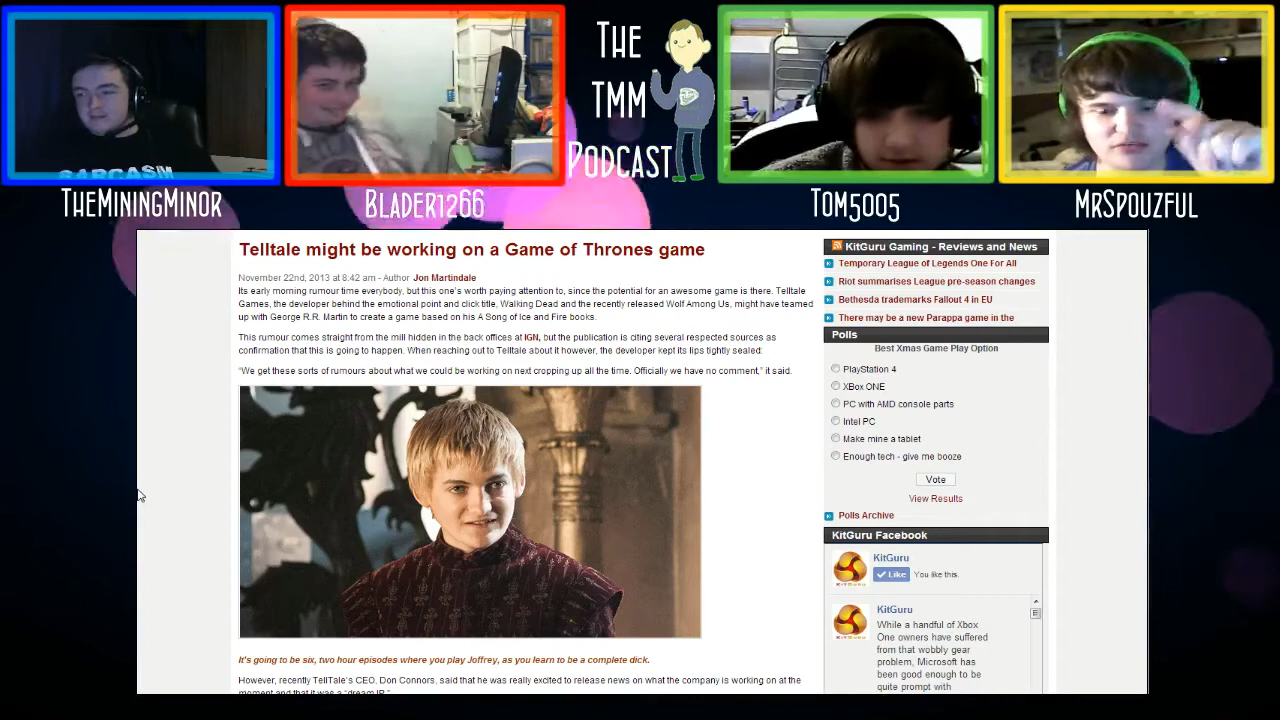 THE
TMM
PODCAST
SARCASM
THEMININGMINOR
BLADER1266
TOM5005
MRSPOUZFUL
Telltale might be working on a Game of Thrones game
November 22nd, 2013 at 8:42 am - Author Jon Martindale
Its early morning rumour time everybody, but this one's worth paying attention to, since the potential for an awesome game is there. Telltale
Games, the developer behind the emotional point and click title, Walking Dead and the recently released Wolf Among Us, might have teamed
up with George R.R. Martin to create a game based on his A Song of Ice and Fire books.
This rumour comes straight from the mill hidden in the back offices at IGN, but the publication is citing several respected sources as
confirmation that this is going to happen. When reaching out to Telltale about it however, the developer kept its lips tightly sealed:
“We get these sorts of rumours about what we could be working on next cropping up all the time. Officially we have no comment,” it said.
It's going to be six, two hour episodes where you play Joffrey, as you learn to be a complete dick.
However, recently TellTale's CEO, Don Connors, said that he was really excited to release news on what the company is working on at the
moment and that it was a “dream IP.”
KitGuru Gaming - Reviews and News
Temporary League of Legends One For All
Riot summarises League pre-season changes
Bethesda trademarks Fallout 4 in EU
There may be a new Parappa game in the
Polls
Best Xmas Game Play Option
PlayStation 4
XBox ONE
PC with AMD console parts
Intel PC
Make mine a tablet
Enough tech - give me booze
Vote
View Results
Polls Archive
KitGuru Facebook
KitGuru
Like You like this.
KitGuru
While a handful of Xbox
One owners have suffered
from that wobbly gear
problem, Microsoft has
been good enough to be
quite prompt with